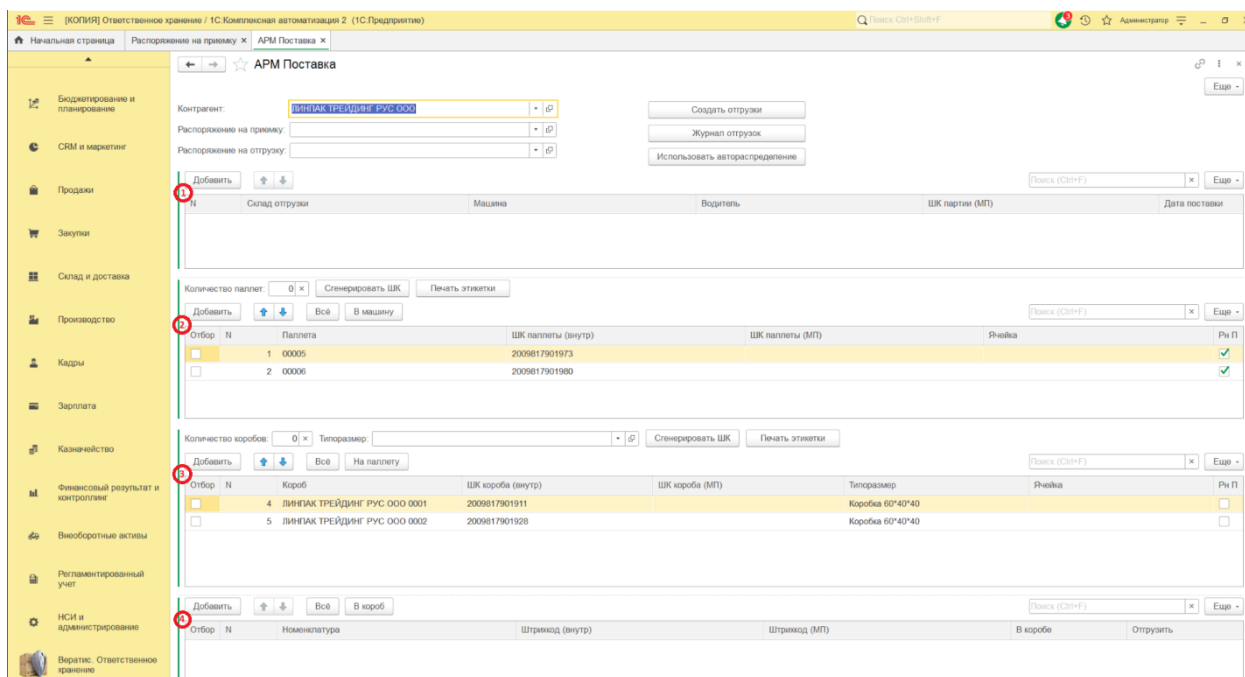 1С [КОПИЯ] Ответственное хранение / 1С:Комплексная автоматизация 2 (1С:Предприятие) Поиск Ctrl+Shift+F 3 Администратор
Начальная страница Распоряжение на приемку × АРМ Поставка ×
АРМ Поставка
Еще
Бюджетирование и
планирование
CRM и маркетинг
Продажи
Закупки
Склад и доставка
Производство
Кадры
Зарплата
Казначейство
Финансовый результат и
контроллинг
Внеоборотные активы
Регламентированный
учет
НСИ и
администрирование
Вератис. Ответственное
хранение
Контрагент: ЛИНПАК ТРЕЙДИНГ РУС ООО Создать отгрузки
Распоряжение на приемку: Журнал отгрузок
Распоряжение на отгрузку: Использовать автораспределение
Добавить Поиск (Ctrl+F) × Еще
1
N Склад отгрузки Машина Водитель ШК партии (МП) Дата поставки
Количество паллет: 0 × Сгенерировать ШК Печать этикетки
Добавить Всё В машину Поиск (Ctrl+F) × Еще
2
Отбор N Паллета ШК паллеты (внутр) ШК паллеты (МП) Ячейка Рн П
1 00005 2009817901973
2 00006 2009817901980
Количество коробов: 0 × Типоразмер: Сгенерировать ШК Печать этикетки
Добавить Всё На паллету Поиск (Ctrl+F) × Еще
3
Отбор N Короб ШК короба (внутр) ШК короба (МП) Типоразмер Ячейка Рн П
4 ЛИНПАК ТРЕЙДИНГ РУС ООО 0001 2009817901911 Коробка 60*40*40
5 ЛИНПАК ТРЕЙДИНГ РУС ООО 0002 2009817901928 Коробка 60*40*40
Добавить Всё В короб Поиск (Ctrl+F) × Еще
4
Отбор N Номенклатура Штрихкод (внутр) Штрихкод (МП) В коробе Отгрузить